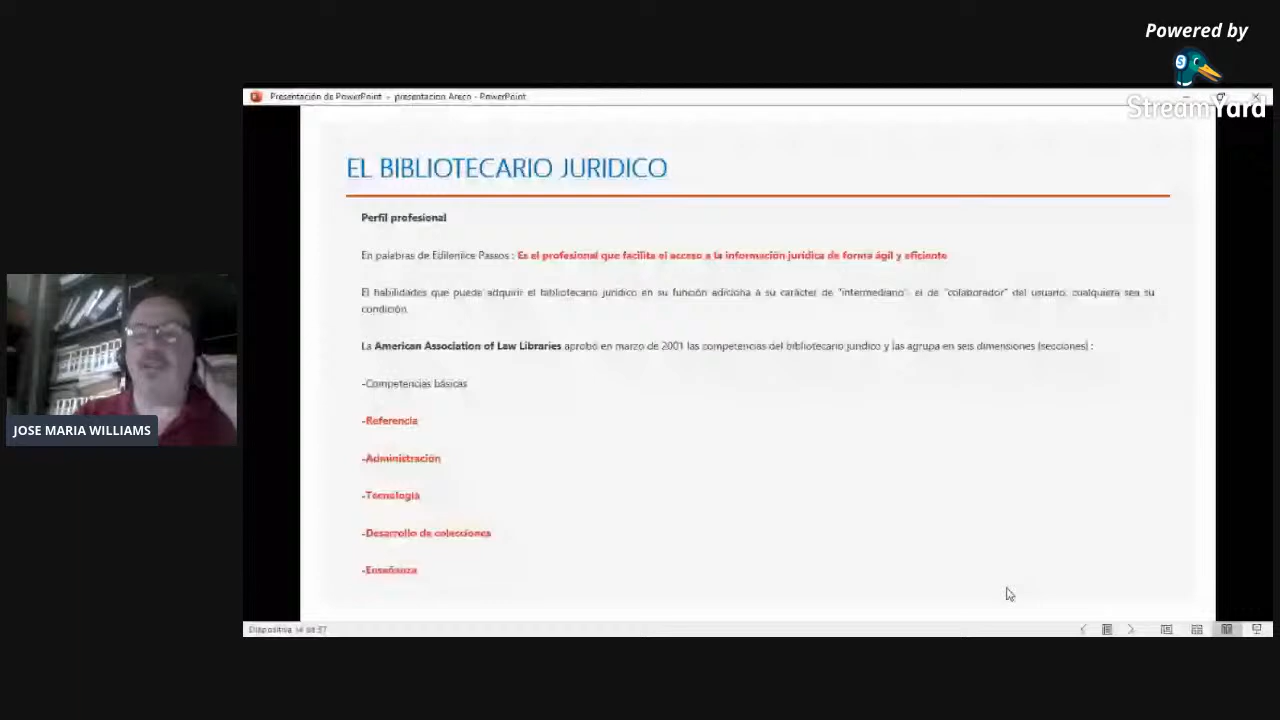 Powered by
StreamYard
Presentación de PowerPoint - presentacion Areco - PowerPoint
EL BIBLIOTECARIO JURIDICO
Perfil profesional
En palabras de Edilenice Passos : Es el profesional que facilita el acceso a la información jurídica de forma ágil y eficiente
El habilidades que puede adquirir el bibliotecario jurídico en su función adiciona a su carácter de "intermediario" el de "colaborador" del usuario, cualquiera sea su
condición.
La American Association of Law Libraries aprobó en marzo de 2001 las competencias del bibliotecario jurídico y las agrupa en seis dimensiones (secciones) :
-Competencias básicas
-Referencia
-Administración
-Tecnología
-Desarrollo de colecciones
-Enseñanza
JOSE MARIA WILLIAMS
Diapositiva de 37